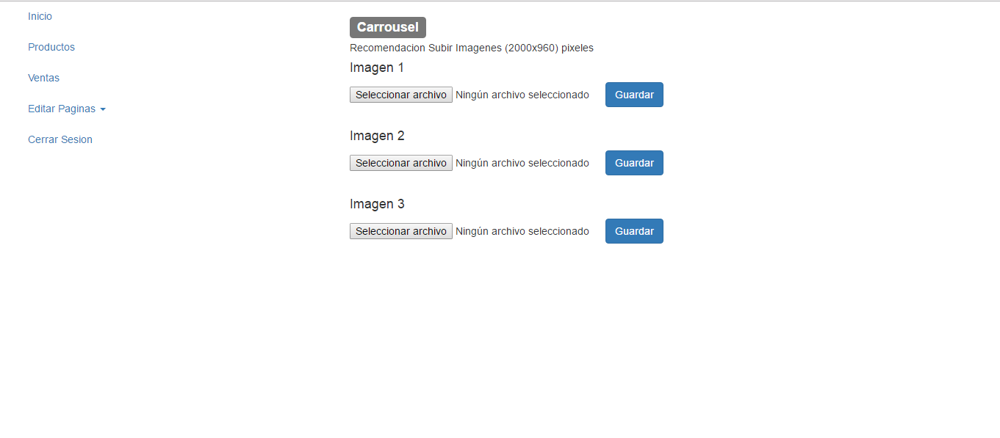 Inicio
Productos
Ventas
Editar Paginas
Cerrar Sesion
Carrousel
Recomendacion Subir Imagenes (2000x960) pixeles
Imagen 1
Seleccionar archivo Ningún archivo seleccionado Guardar
Imagen 2
Seleccionar archivo Ningún archivo seleccionado Guardar
Imagen 3
Seleccionar archivo Ningún archivo seleccionado Guardar